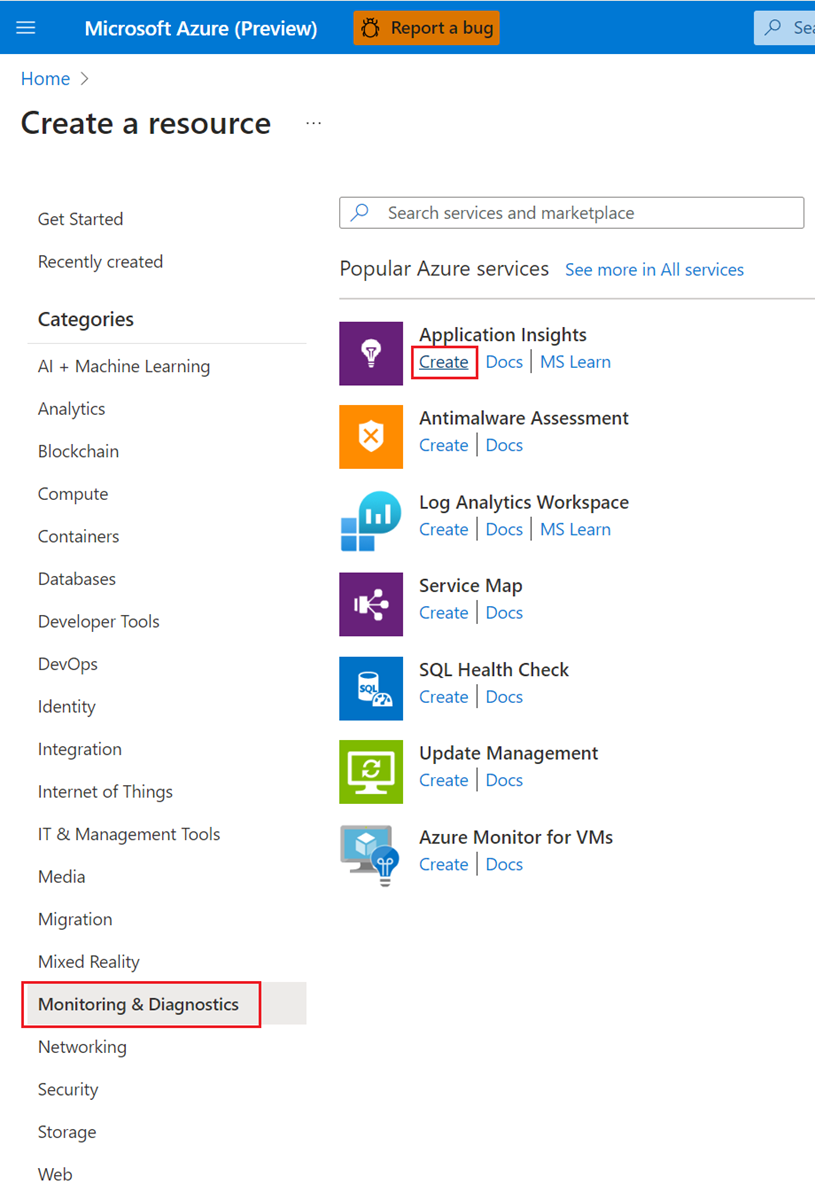 Microsoft Azure (Preview)
Report a bug
Home
Create a resource
Get Started
Recently created
Categories
AI + Machine Learning
Analytics
Blockchain
Compute
Containers
Databases
Developer Tools
DevOps
Identity
Integration
Internet of Things
IT & Management Tools
Media
Migration
Mixed Reality
Monitoring & Diagnostics
Networking
Security
Storage
Web
Search services and marketplace
Popular Azure services See more in All services
Application Insights
Create | Docs | MS Learn
Antimalware Assessment
Create | Docs
Log Analytics Workspace
Create | Docs | MS Learn
Service Map
Create | Docs
SQL
SQL Health Check
Create | Docs
Update Management
Create | Docs
Azure Monitor for VMs
Create | Docs